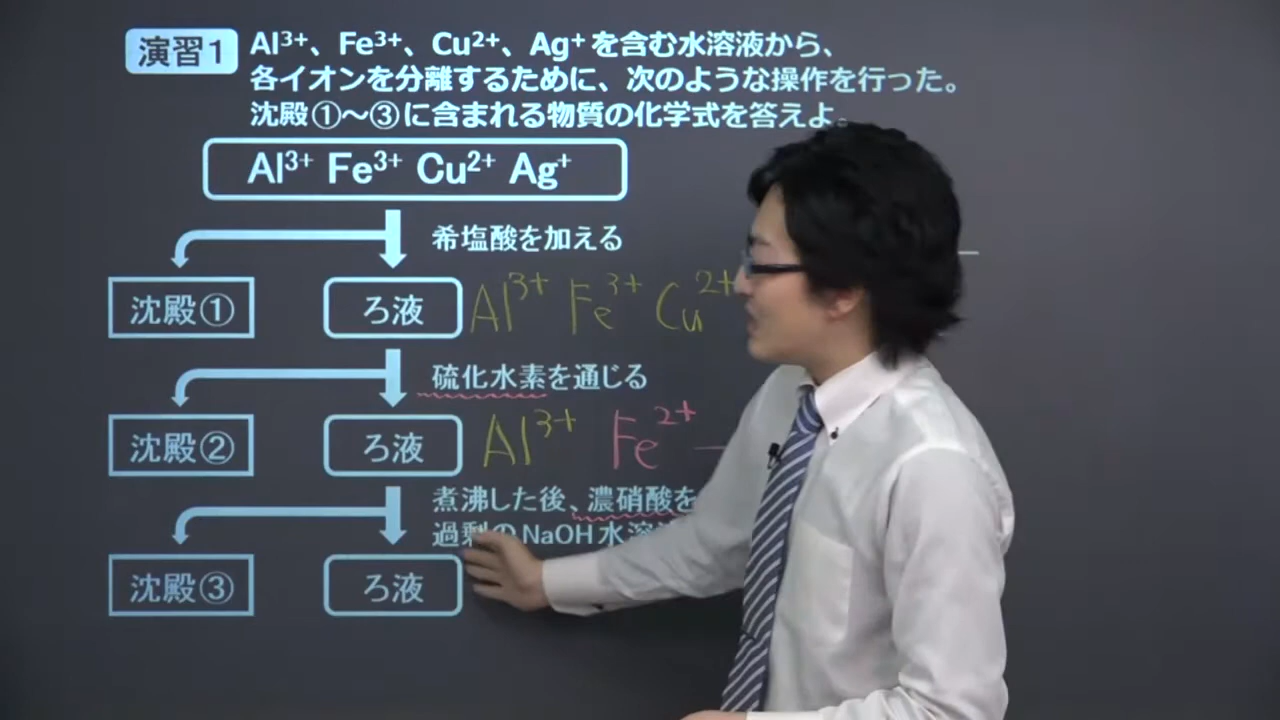 演習1
Al³⁺、Fe³⁺、Cu²⁺、Ag⁺を含む水溶液から、
各イオンを分離するために、次のような操作を行った。
沈殿①～③に含まれる物質の化学式を答えよ。
Al³⁺ Fe³⁺ Cu²⁺ Ag⁺
希塩酸を加える
沈殿① ろ液 Al³⁺ Fe³⁺ Cu²⁺
硫化水素を通じる
沈殿② ろ液 Al³⁺ Fe²⁺
煮沸した後、濃硝酸を
過剰のNaOH水溶
沈殿③ ろ液